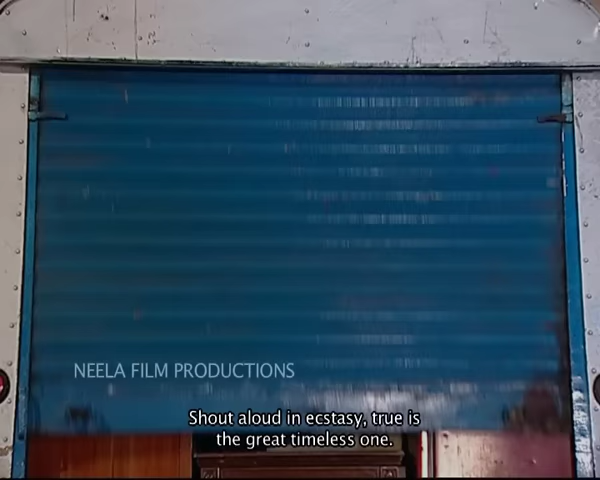 NEELA FILM PRODUCTIONS
Shout aloud in ecstasy, true is
the great timeless one.